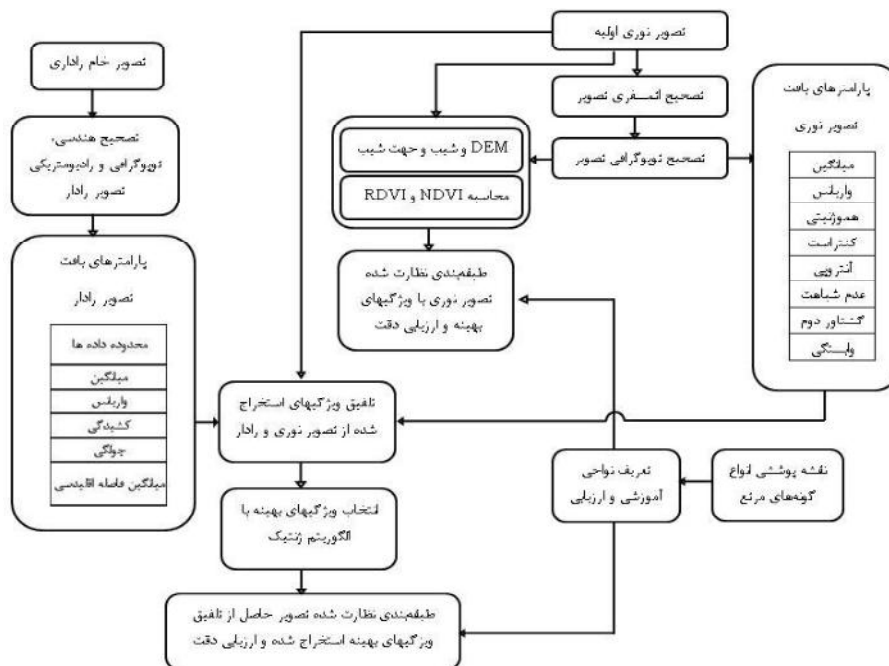 تصویر نوری اولیه
تصویر خام راداری
تصحیح اتمسفری تصویر
پارامترهای بافت
تصویر نوری
تصحیح هندسی،
توپوگرافی و رادیومتریکی
تصویر رادار
DEM و شیب و جهت شیب
تصحیح توپوگرافی تصویر
محاسبه NDVI و RDVI
میانگین
واریانس
هموژنیتی
کنتراست
آنتروپی
عدم شباهت
گشتاور دوم
وابستگی
پارامترهای بافت
تصویر رادار
طبقه‌بندی نظارت شده
تصویر نوری با ویژگیهای
بهینه و ارزیابی دقت
محدوده داده ها
میانگین
واریانس
کشیدگی
چولگی
میانگین فاصله اقلیدسی
تلفیق ویژگیهای استخراج
شده از تصویر نوری و رادار
تعریف نواحی
آموزشی و ارزیابی
نقشه پوششی انواع
گونه‌های مرتع
انتخاب ویژگیهای بهینه با
الگوریتم ژنتیک
طبقه‌بندی نظارت شده تصویر حاصل از تلفیق
ویژگیهای بهینه استخراج شده و ارزیابی دقت